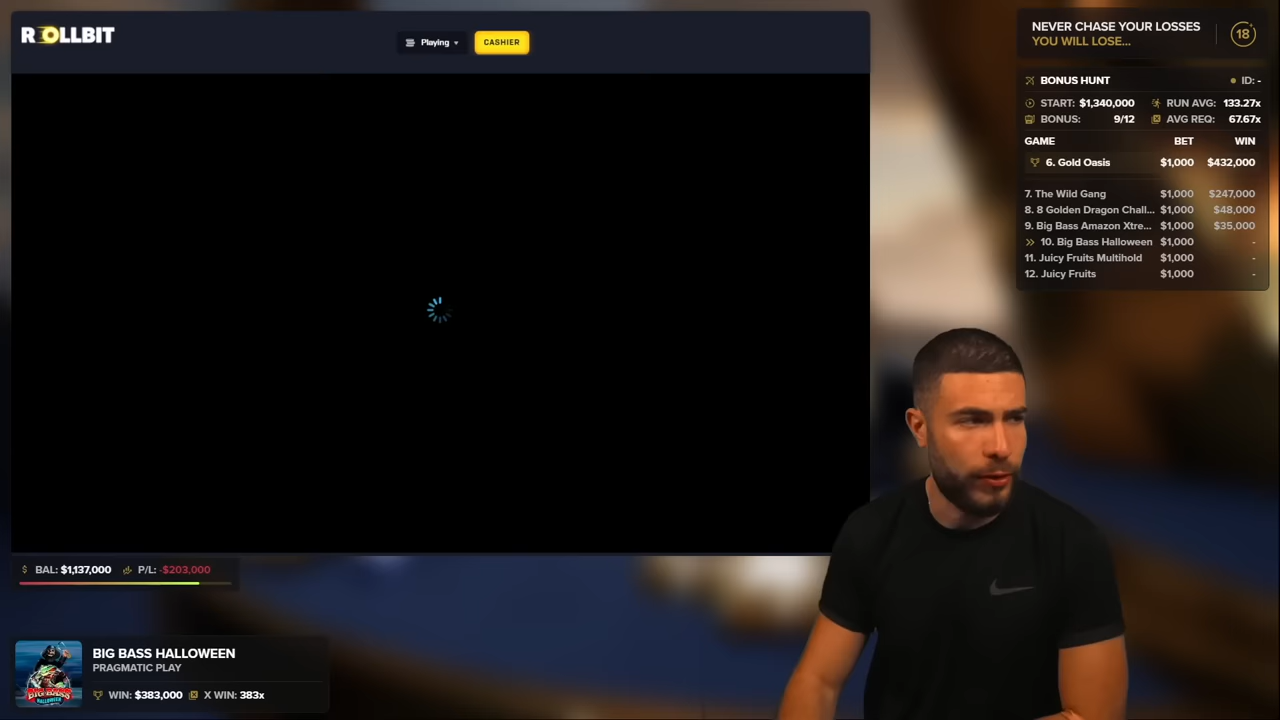 ROLLBIT
Playing
CASHIER
NEVER CHASE YOUR LOSSES
YOU WILL LOSE...
18
BONUS HUNT
ID: -
START: $1,340,000
RUN AVG: 133.27x
BONUS: 9/12
AVG REQ: 67.67x
GAME BET WIN
6. Gold Oasis $1,000 $432,000
7. The Wild Gang $1,000 $247,000
8. 8 Golden Dragon Chall... $1,000 $48,000
9. Big Bass Amazon Xtre... $1,000 $35,000
10. Big Bass Halloween $1,000 -
11. Juicy Fruits Multihold $1,000 -
12. Juicy Fruits $1,000 -
$ BAL: $1,137,000 P/L: -$203,000
BIG BASS HALLOWEEN
PRAGMATIC PLAY
WIN: $383,000 X WIN: 383x
BIG BASS
HALLOWEEN